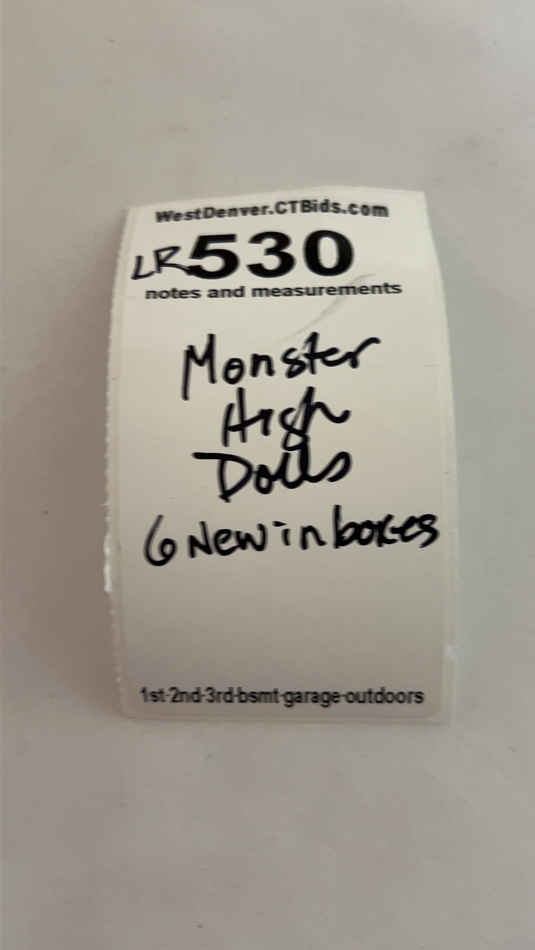 WestDenver.CTBids.com
LR530
notes and measurements
Monster
High
Dolls
6 New in boxes
1st-2nd-3rd-bsmt-garage-outdoors